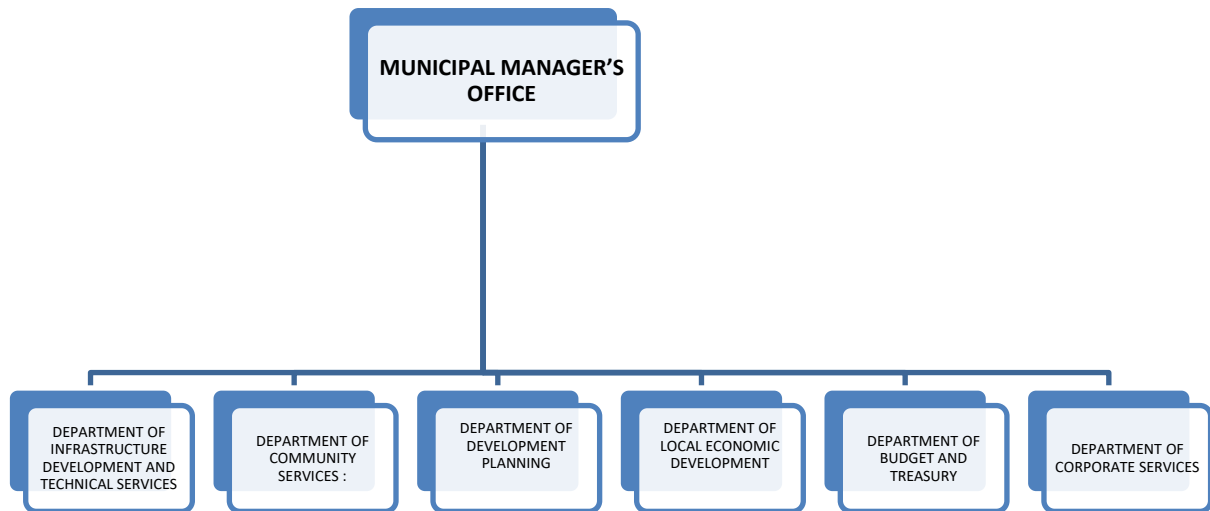 MUNICIPAL MANAGER’S
OFFICE
DEPARTMENT OF
INFRASTRUCTURE
DEVELOPMENT AND
TECHNICAL SERVICES
DEPARTMENT OF
COMMUNITY
SERVICES :
DEPARTMENT OF
DEVELOPMENT
PLANNING
DEPARTMENT OF
LOCAL ECONOMIC
DEVELOPMENT
DEPARTMENT OF
BUDGET AND
TREASURY
DEPARTMENT OF
CORPORATE SERVICES